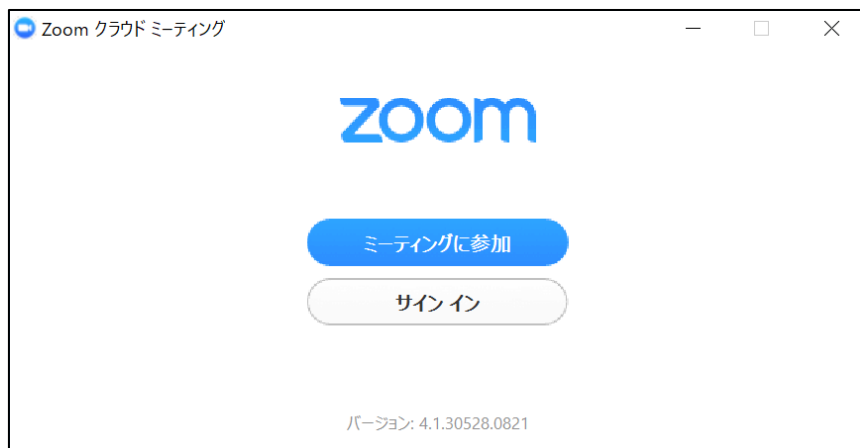 Zoom クラウド ミーティング
zoom
ミーティングに参加
サイン イン
バージョン: 4.1.30528.0821